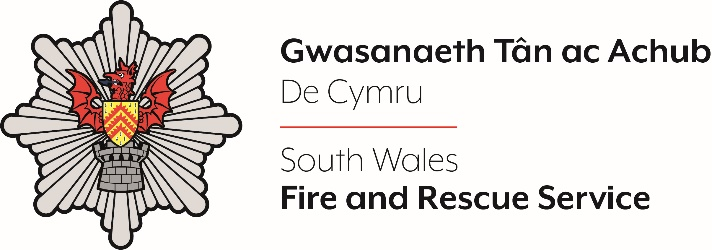 Gwasanaeth Tân ac Achub
De Cymru
South Wales
Fire and Rescue Service